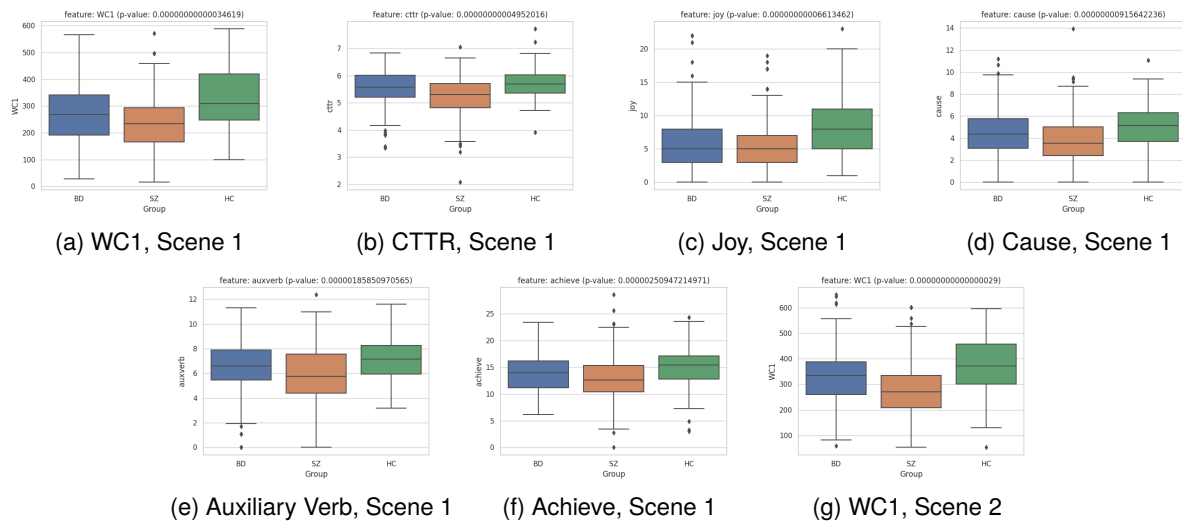 feature: WC1 (p-value: 0.00000000000034619)
WC1
600
500
400
300
200
100
0
BD
SZ
HC
Group
(a) WC1, Scene 1
feature: cttr (p-value: 0.00000000004952016)
cttr
7
6
5
4
3
2
BD
SZ
HC
Group
(b) CTTR, Scene 1
feature: joy (p-value: 0.00000000006613462)
joy
20
15
10
5
0
BD
SZ
HC
Group
(c) Joy, Scene 1
feature: cause (p-value: 0.00000000915642236)
cause
14
12
10
8
6
4
2
0
BD
SZ
HC
Group
(d) Cause, Scene 1
feature: auxverb (p-value: 0.00000185850970565)
auxverb
12
10
8
6
4
2
0
BD
SZ
HC
Group
(e) Auxiliary Verb, Scene 1
feature: achieve (p-value: 0.00000250947214971)
achieve
25
20
15
10
5
0
BD
SZ
HC
Group
(f) Achieve, Scene 1
feature: WC1 (p-value: 0.00000000000000029)
WC1
600
500
400
300
200
100
BD
SZ
HC
Group
(g) WC1, Scene 2